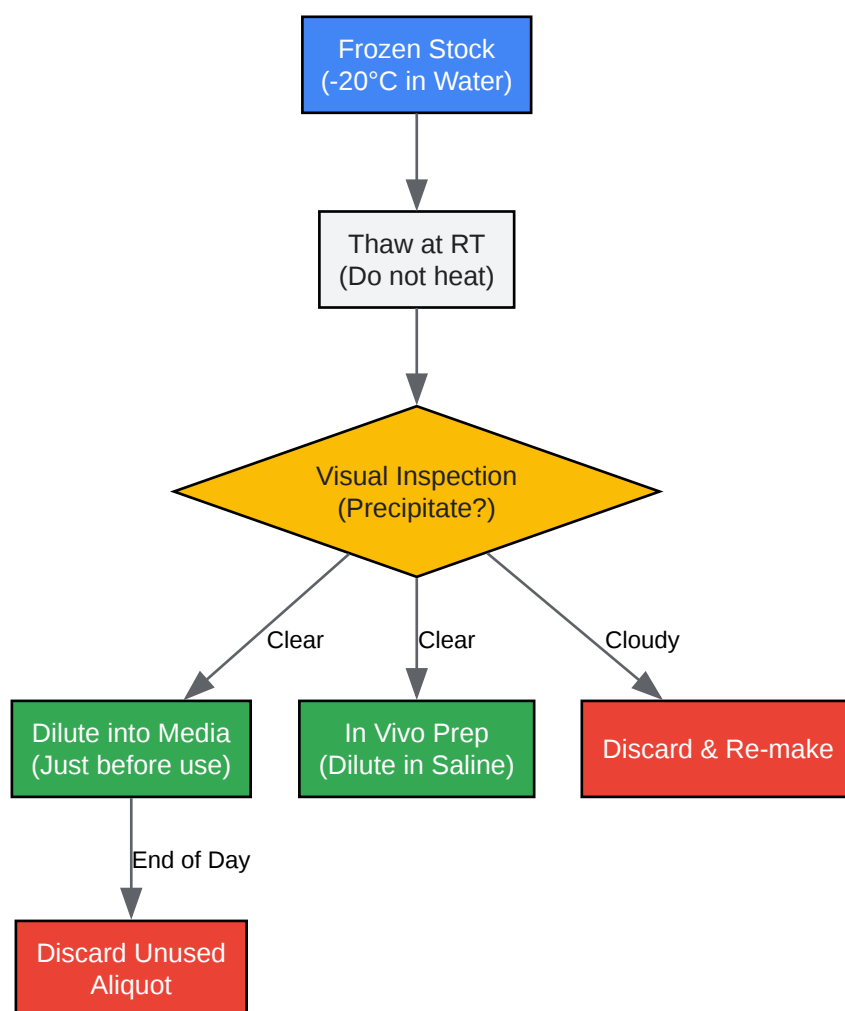 Frozen Stock
(-20°C in Water)
Thaw at RT
(Do not heat)
Visual Inspection
(Precipitate?)
Clear
Clear
Cloudy
Dilute into Media
(Just before use)
In Vivo Prep
(Dilute in Saline)
Discard & Re-make
End of Day
Discard Unused
Aliquot